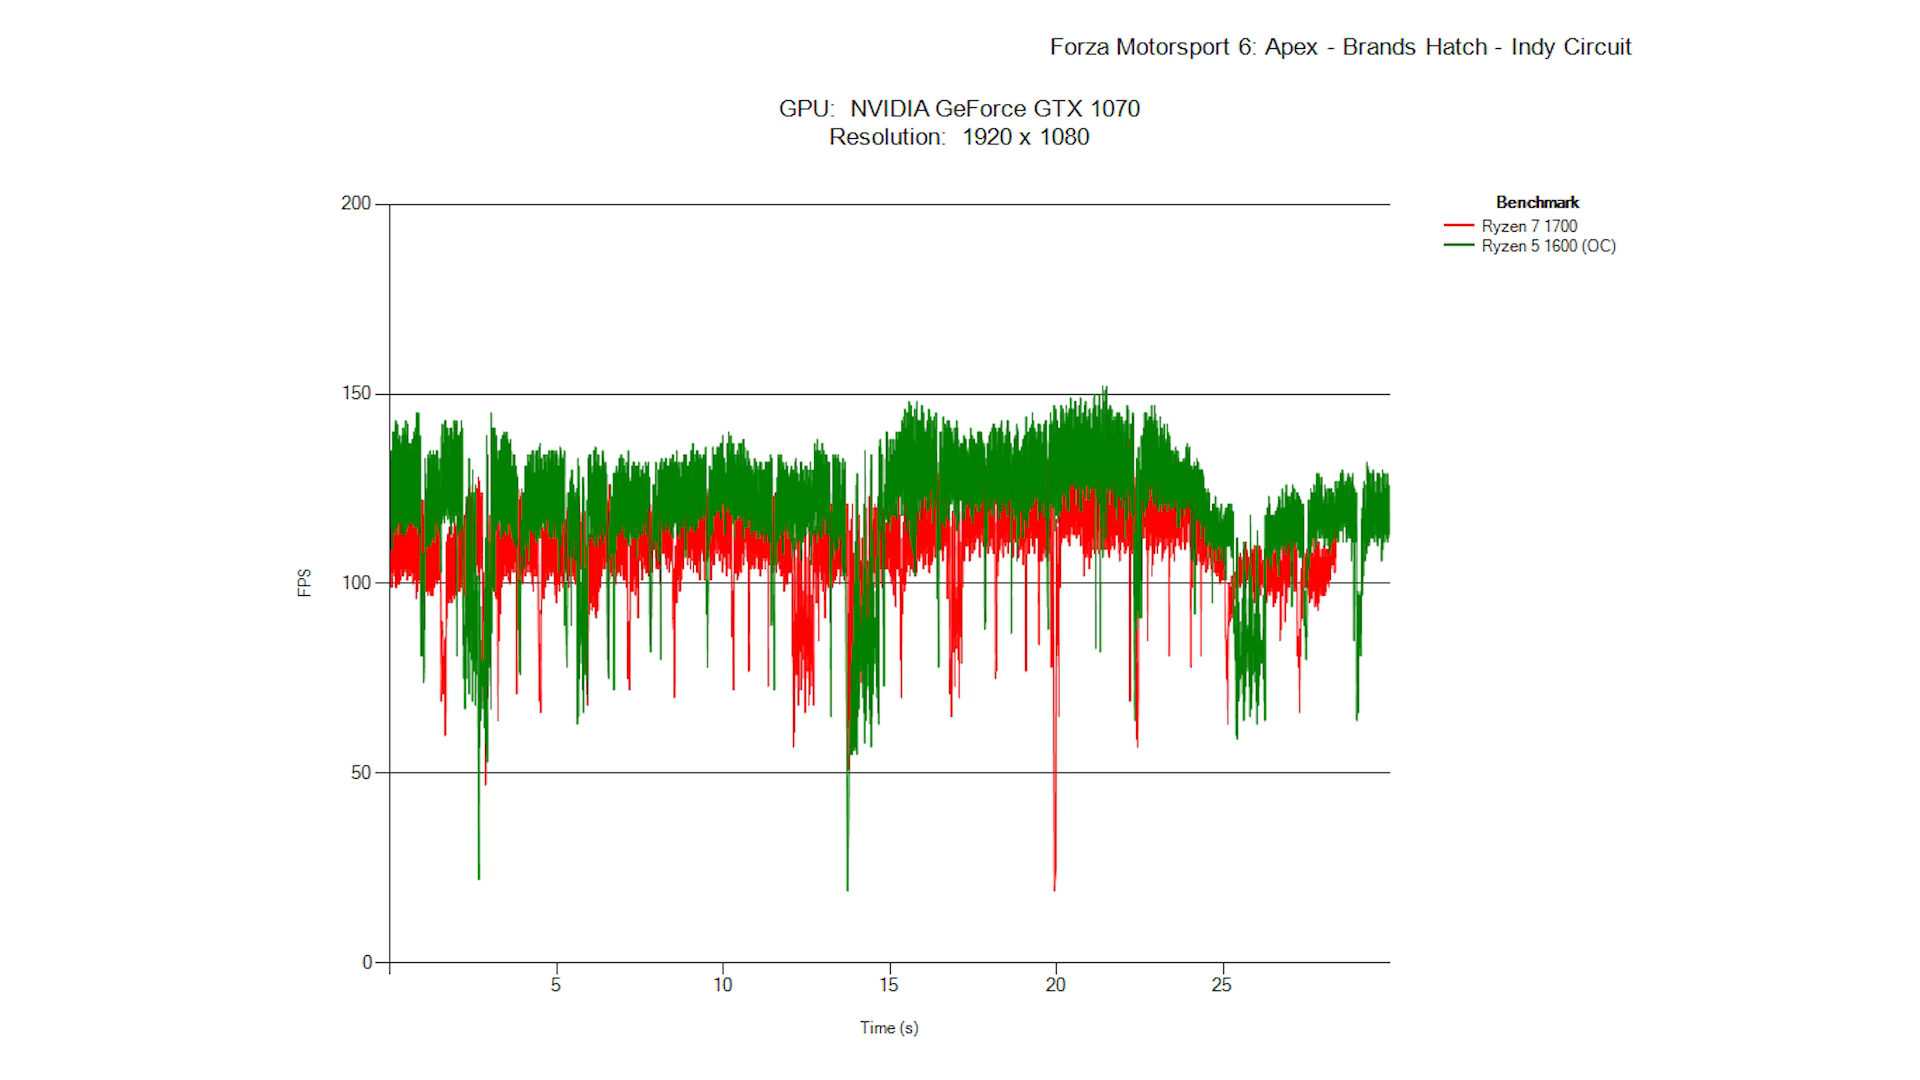 Forza Motorsport 6: Apex - Brands Hatch - Indy Circuit
GPU: NVIDIA GeForce GTX 1070
Resolution: 1920 x 1080
Benchmark
Ryzen 7 1700
Ryzen 5 1600 (OC)
200
150
100
50
0
FPS
5 10 15 20 25
Time (s)